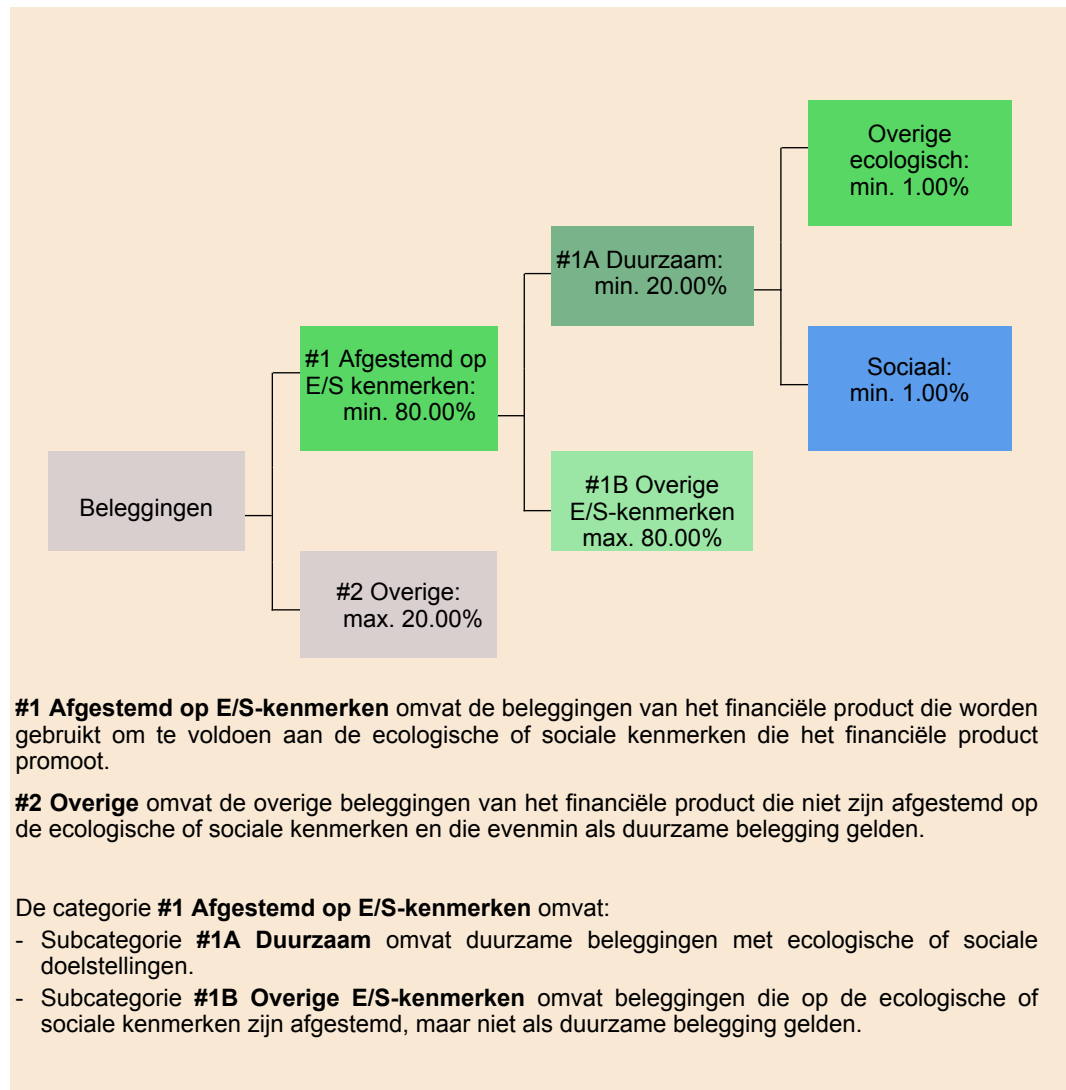 Overige
ecologisch:
min. 1.00%
#1A Duurzaam:
min. 20.00%
#1 Afgestemd op
E/S kenmerken:
min. 80.00%
Sociaal:
min. 1.00%
Beleggingen
#1B Overige
E/S-kenmerken
max. 80.00%
#2 Overige:
max. 20.00%
#1 Afgestemd op E/S-kenmerken omvat de beleggingen van het financiële product die worden
gebruikt om te voldoen aan de ecologische of sociale kenmerken die het financiële product
promoot.
#2 Overige omvat de overige beleggingen van het financiële product die niet zijn afgestemd op
de ecologische of sociale kenmerken en die evenmin als duurzame belegging gelden.
De categorie #1 Afgestemd op E/S-kenmerken omvat:
- Subcategorie #1A Duurzaam omvat duurzame beleggingen met ecologische of sociale
doelstellingen.
- Subcategorie #1B Overige E/S-kenmerken omvat beleggingen die op de ecologische of
sociale kenmerken zijn afgestemd, maar niet als duurzame belegging gelden.